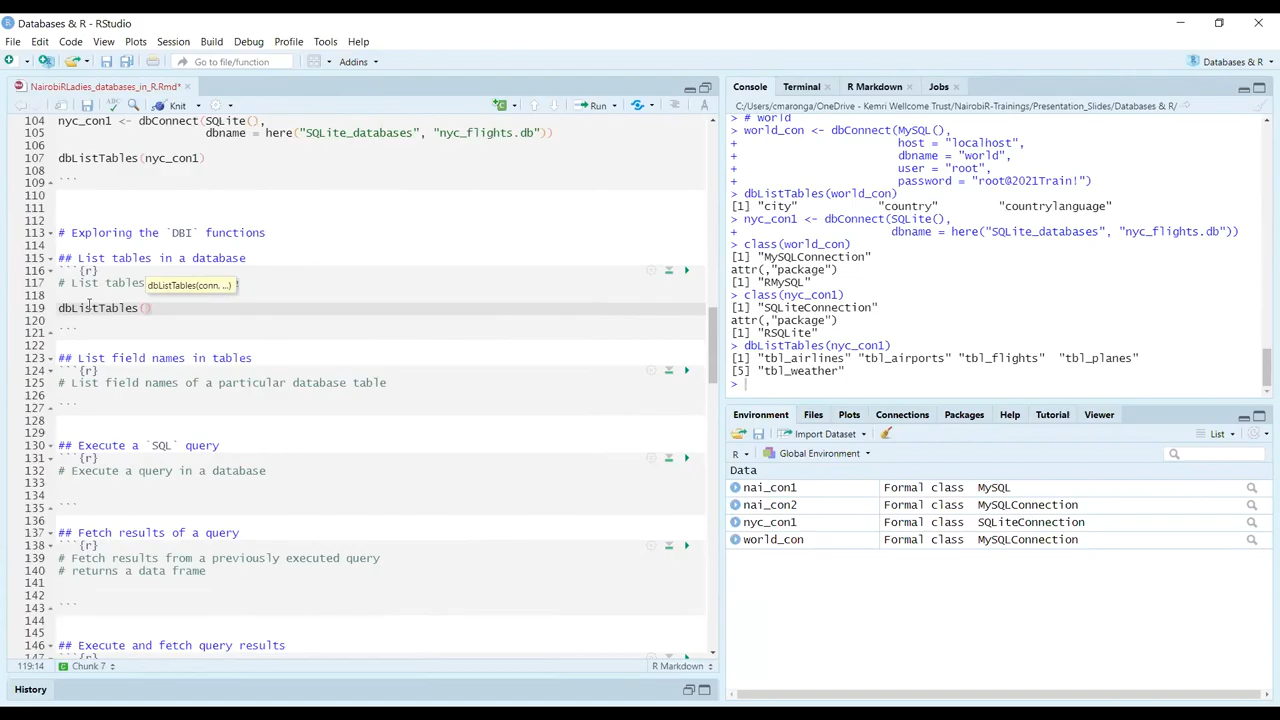 Databases & R - RStudio
File Edit Code View Plots Session Build Debug Profile Tools Help
Go to file/function Addins Databases & R
NairobiRLadies_databases_in_R.Rmd*
Knit Run
104 nyc_con1 <- dbConnect(SQLite(),
105 dbname = here("SQLite_databases", "nyc_flights.db"))
106
107 dbListTables(nyc_con1)
108
109 ```
110
111
112
113 # Exploring the `DBI` functions
114
115 ## List tables in a database
116 ```{r}
117 # List tables
dbListTables(conn, ...)
118
119 dbListTables()
120
121 ```
122
123 ## List field names in tables
124 ```{r}
125 # List field names of a particular database table
126
127 ```
128
129
130 ## Execute a `SQL` query
131 ```{r}
132 # Execute a query in a database
133
134
135 ```
136
137 ## Fetch results of a query
138 ```{r}
139 # Fetch results from a previously executed query
140 # returns a data frame
141
142
143 ```
144
145
146 ## Execute and fetch query results
147 ```{r}
119:14 Chunk 7 R Markdown
History
Console Terminal R Markdown Jobs
C:/Users/cmaronga/OneDrive - Kemri Wellcome Trust/NairobiR-Trainings/Presentation_Slides/Databases & R/
> # world
> world_con <- dbConnect(MySQL(),
+ host = "localhost",
+ dbname = "world",
+ user = "root",
+ password = "root@2021Train!")
> dbListTables(world_con)
[1] "city" "country" "countrylanguage"
> nyc_con1 <- dbConnect(SQLite(),
+ dbname = here("SQLite_databases", "nyc_flights.db"))
> class(world_con)
[1] "MySQLConnection"
attr(,"package")
[1] "RMySQL"
> class(nyc_con1)
[1] "SQLiteConnection"
attr(,"package")
[1] "RSQLite"
> dbListTables(nyc_con1)
[1] "tbl_airlines" "tbl_airports" "tbl_flights" "tbl_planes"
[5] "tbl_weather"
>
Environment Files Plots Connections Packages Help Tutorial Viewer
Import Dataset List
R Global Environment
Data
nai_con1 Formal class MySQL
nai_con2 Formal class MySQLConnection
nyc_con1 Formal class SQLiteConnection
world_con Formal class MySQLConnection